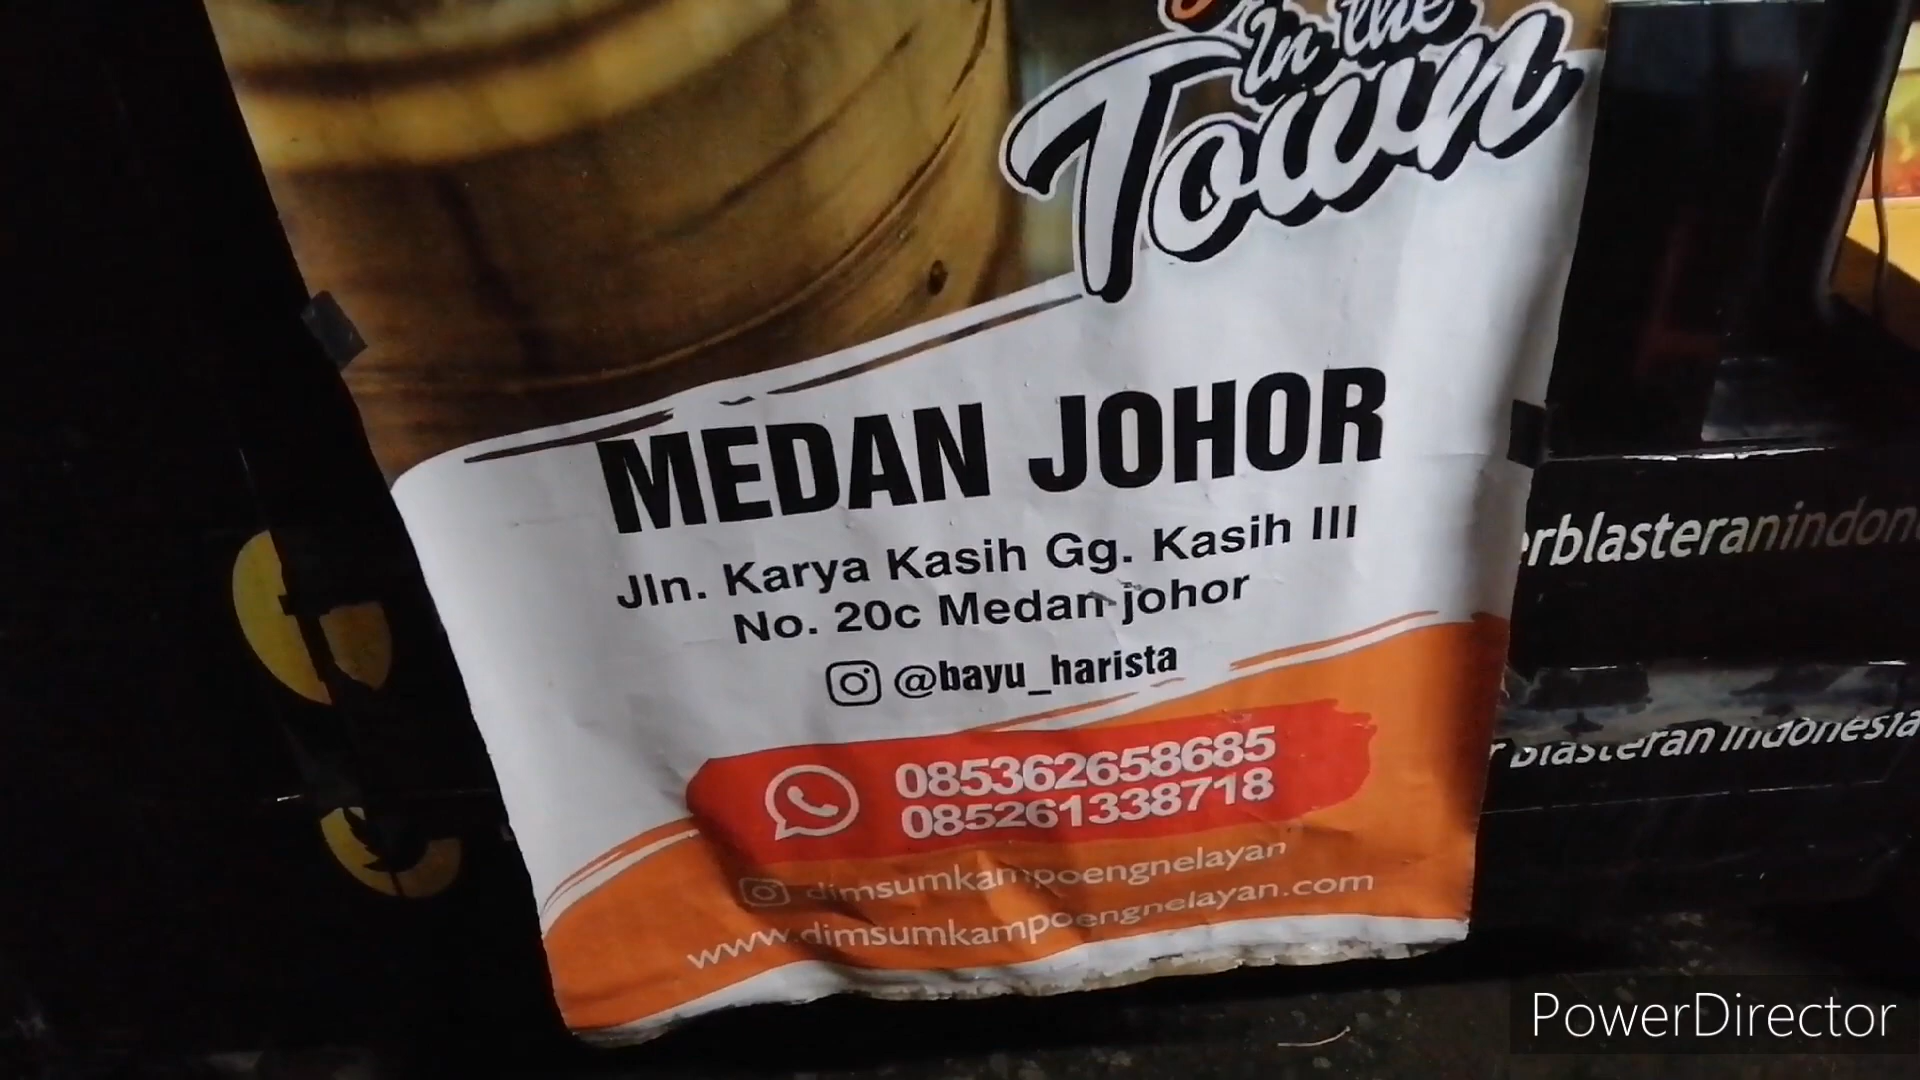 In the
Town
MEDAN JOHOR
Jln. Karya Kasih Gg. Kasih III
No. 20c Medan johor
@bayu_harista
085362658685
085261338718
dimsumkampoengnelayan
www.dimsumkampoengnelayan.com
rblasteranindon
r blasteran indonesia
PowerDirector